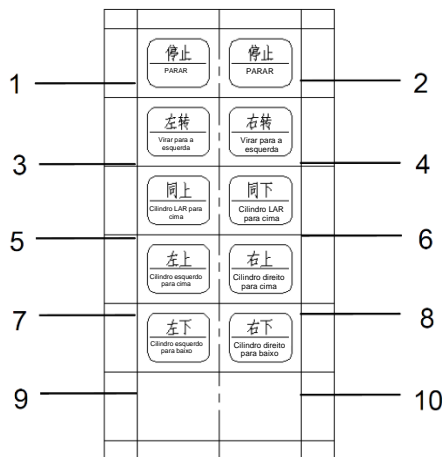 停止 停止
PARAR PARAR
1 2
左转 右转
Virar para a Virar para a
esquerda esquerda
3 4
同上 同下
Cilindro LAR para Cilindro LAR
cima para cima
5 6
左上 右上
Cilindro esquerdo Cilindro direito
para cima para cima
7 8
左下 右下
Cilindro esquerdo Cilindro direito
para baixo para baixo
9 10